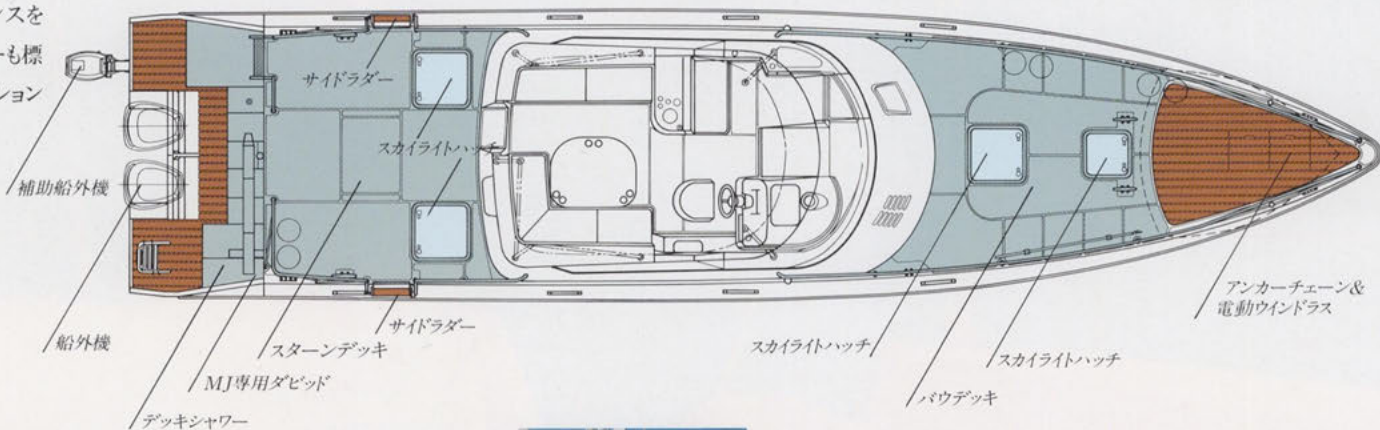 ンスを
も標
ション
サイドラダー
スカイライトハッチ
補助船外機
船外機
デッキシャワー
MJ専用ダビッド
スターンデッキ
サイドラダー
スカイライトハッチ
バウデッキ
スカイライトハッチ
アンカーチェーン&
電動ウインドラス